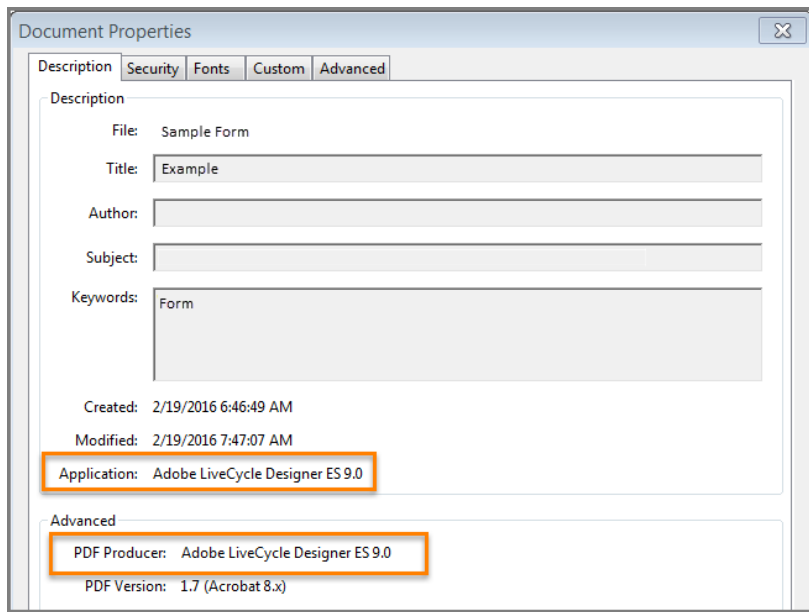 Document Properties
Description Security Fonts Custom Advanced
Description
File: Sample Form
Title: Example
Author:
Subject:
Keywords: Form
Created: 2/19/2016 6:46:49 AM
Modified: 2/19/2016 7:47:07 AM
Application: Adobe LiveCycle Designer ES 9.0
Advanced
PDF Producer: Adobe LiveCycle Designer ES 9.0
PDF Version: 1.7 (Acrobat 8.x)